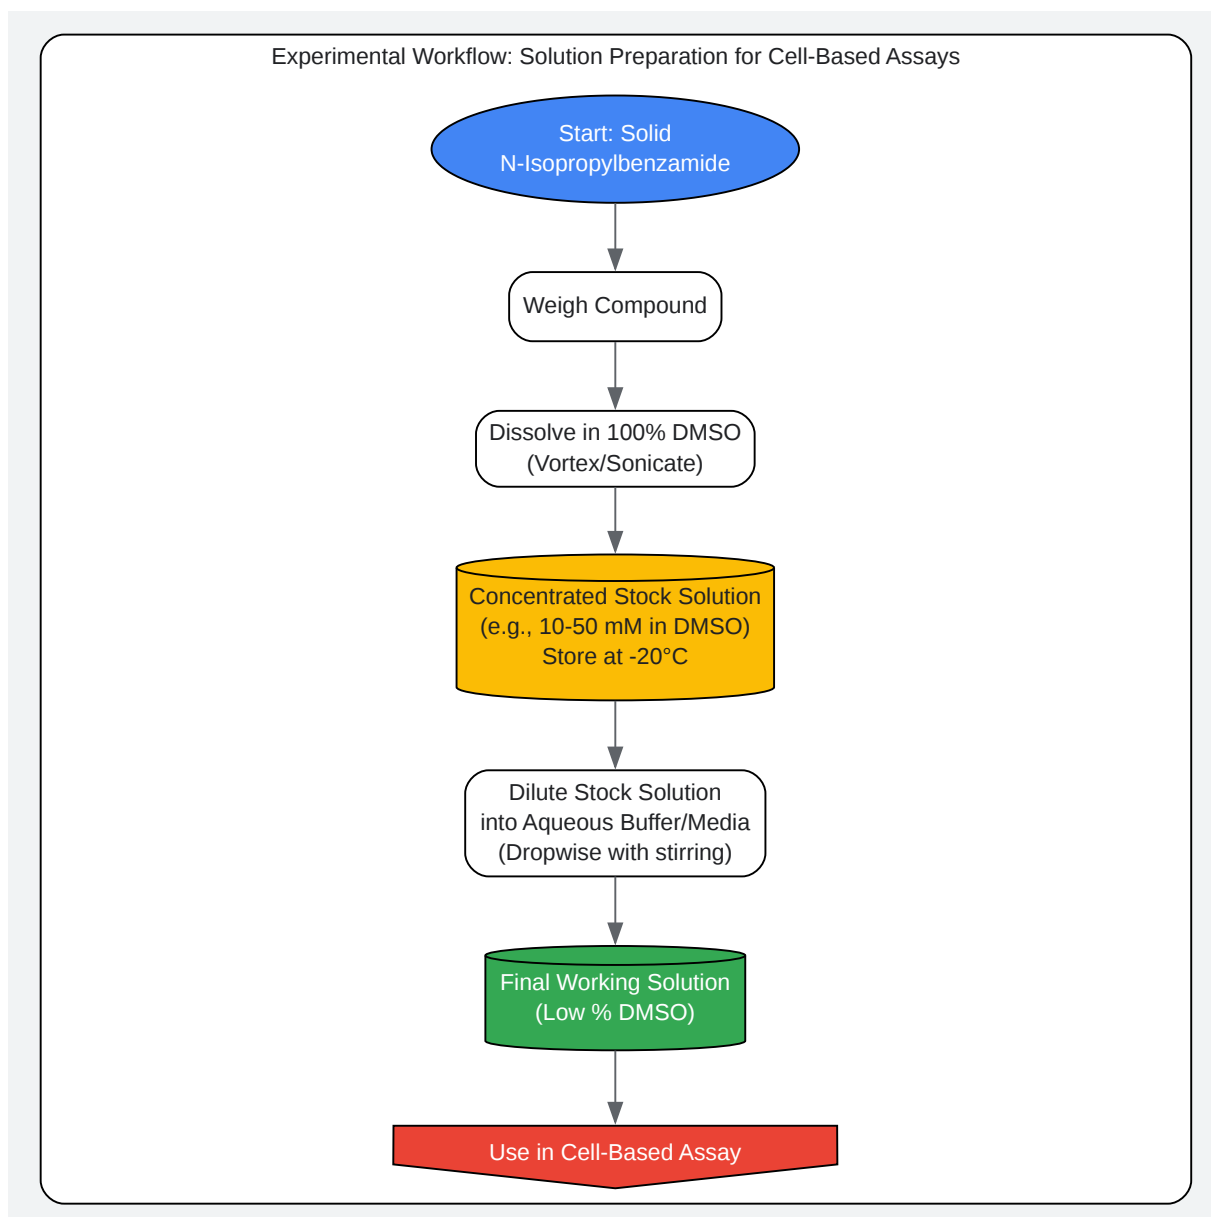 Experimental Workflow: Solution Preparation for Cell-Based Assays
Start: Solid
N-Isopropylbenzamide
Weigh Compound
Dissolve in 100% DMSO
(Vortex/Sonicate)
Concentrated Stock Solution
(e.g., 10-50 mM in DMSO)
Store at -20°C
Dilute Stock Solution
into Aqueous Buffer/Media
(Dropwise with stirring)
Final Working Solution
(Low % DMSO)
Use in Cell-Based Assay